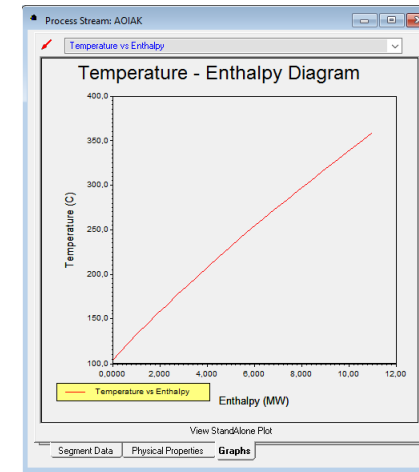 Process Stream: AOIAK
Temperature vs Enthalpy
Temperature - Enthalpy Diagram
400,0
350,0
300,0
250,0
200,0
150,0
100,0
Temperature (C)
0,0000 2,000 4,000 6,000 8,000 10,00 12,00
Temperature vs Enthalpy
Enthalpy (MW)
View StandAlone Plot
Segment Data Physical Properties Graphs